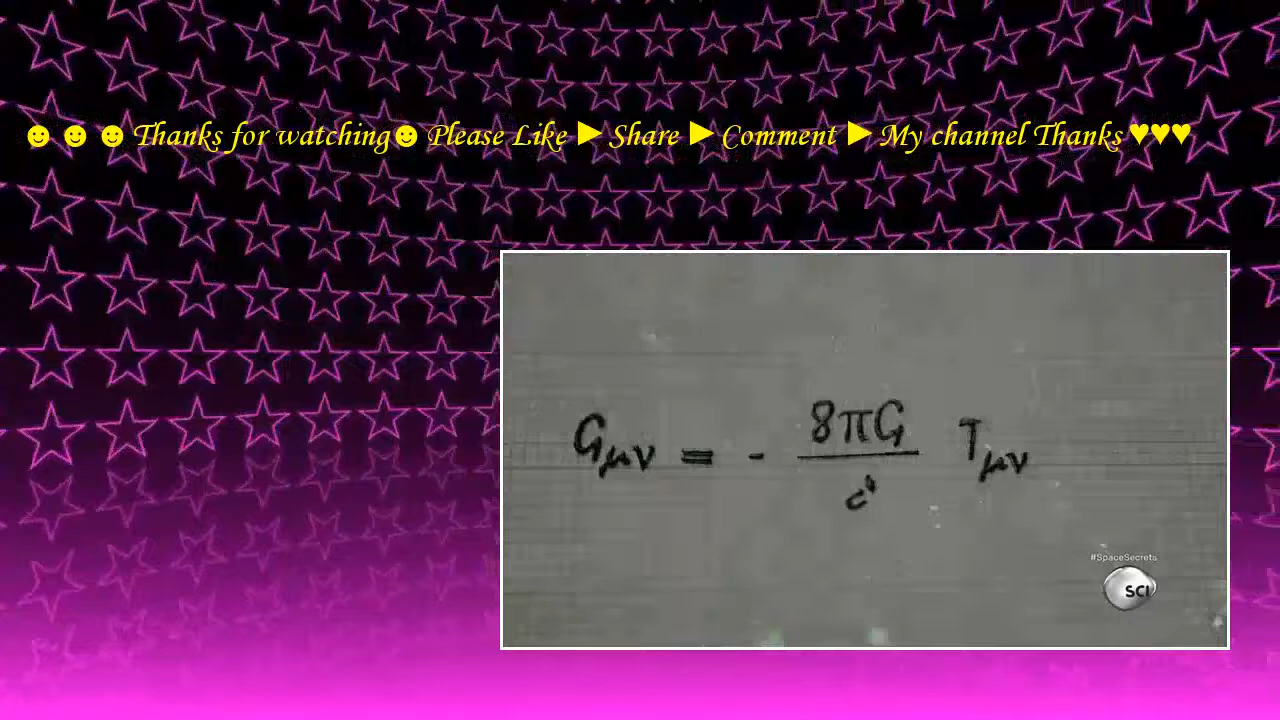 ☻ ☻ ☻ Thanks for watching☻ Please Like ► Share ► Comment ► My channel Thanks ♥♥♥
Gμν = - 8πG / c⁴ Tμν
#SpaceSecrets
SCI